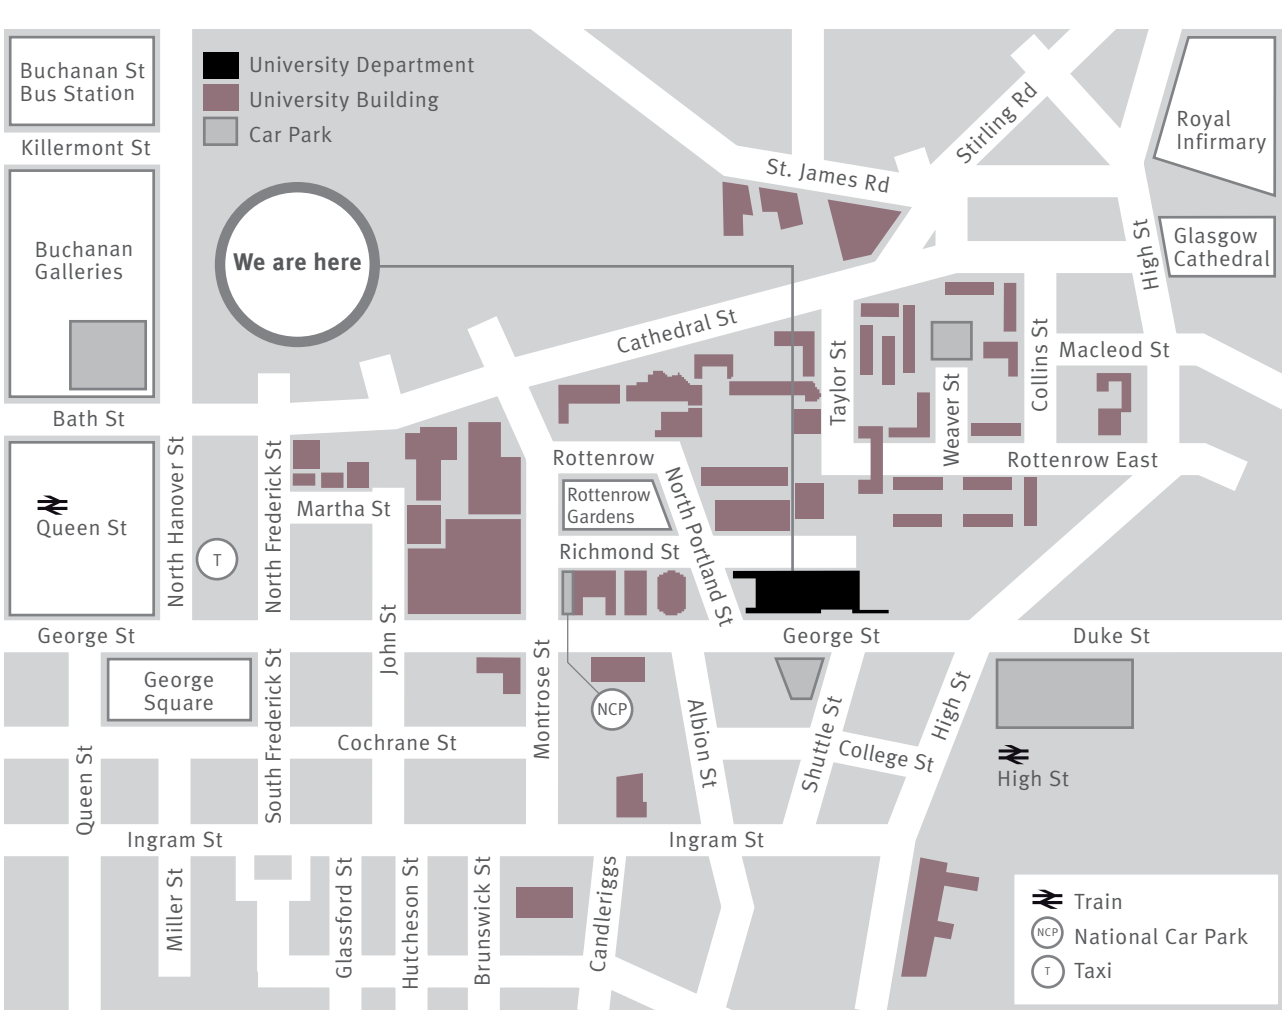 Buchanan St
Bus Station
University Department
University Building
Car Park
Killermont St
Buchanan
Galleries
We are here
St. James Rd
Stirling Rd
Royal
Infirmary
Glasgow
Cathedral
High St
Cathedral St
Taylor St
Collins St
Macleod St
Weaver St
Bath St
Rottenrow
Rottenrow East
Rottenrow
Gardens
North Portland St
Queen St
North Hanover St
T
North Frederick St
Martha St
Richmond St
George St
John St
George St
Duke St
George
Square
South Frederick St
Montrose St
NCP
Albion St
Shuttle St
College St
High St
High St
Queen St
Cochrane St
Ingram St
Ingram St
Miller St
Glassford St
Hutcheson St
Brunswick St
Candleriggs
Train
NCP
National Car Park
T
Taxi